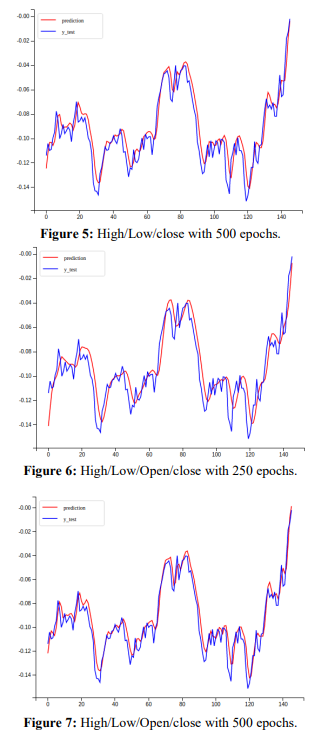 -0.00
-0.02
-0.04
-0.06
-0.08
-0.10
-0.12
-0.14
prediction
y_test
0 20 40 60 80 100 120 140
Figure 5: High/Low/close with 500 epochs.
-0.00
-0.02
-0.04
-0.06
-0.08
-0.10
-0.12
-0.14
prediction
y_test
0 20 40 60 80 100 120 140
Figure 6: High/Low/Open/close with 250 epochs.
-0.00
-0.02
-0.04
-0.06
-0.08
-0.10
-0.12
-0.14
prediction
y_test
0 20 40 60 80 100 120 140
Figure 7: High/Low/Open/close with 500 epochs.